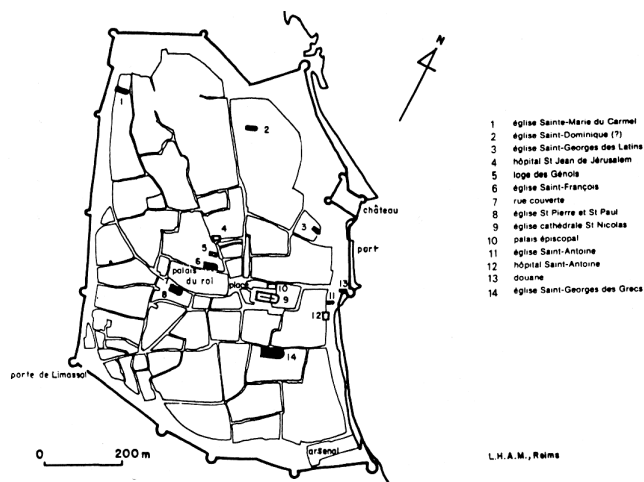 N
1
2
3
4
5
6
7
8
9
10
11
12
13
14
palais
du roi
place
château
port
porte de Limassol
arsenal
0 200 m
1 église Sainte-Marie du Carmel
2 église Saint-Dominique (?)
3 église Saint-Georges des Latins
4 hôpital St Jean de Jérusalem
5 loge des Génois
6 église Saint-François
7 rue couverte
8 église St Pierre et St Paul
9 église cathédrale St Nicolas
10 palais épiscopal
11 église Saint-Antoine
12 hôpital Saint-Antoine
13 douane
14 église Saint-Georges des Grecs
L.H.A.M., Reims